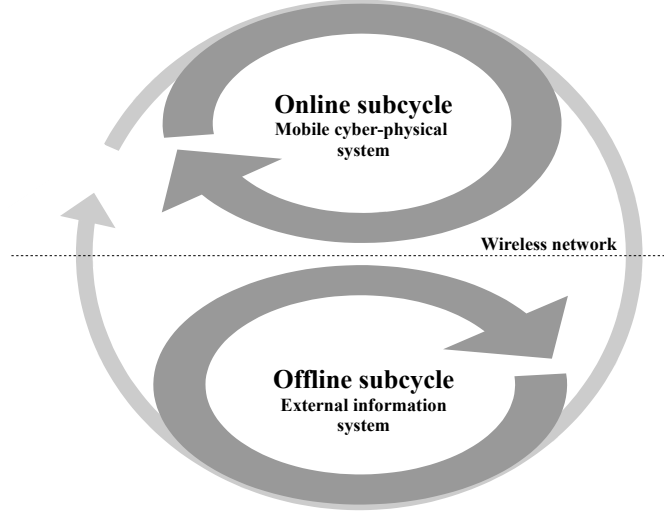 Online subcycle
Mobile cyber-physical
system
Wireless network
Offline subcycle
External information
system